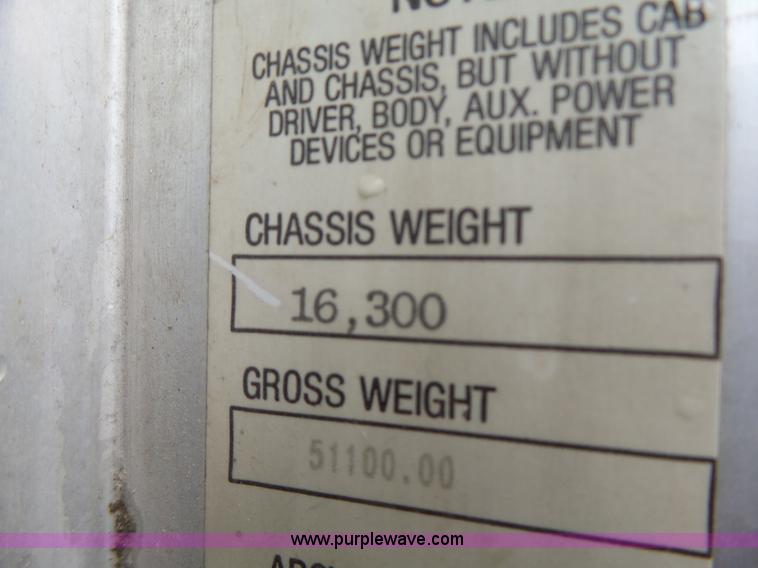 CHASSIS WEIGHT INCLUDES CAB
AND CHASSIS, BUT WITHOUT
DRIVER, BODY, AUX. POWER
DEVICES OR EQUIPMENT
CHASSIS WEIGHT
16,300
GROSS WEIGHT
51100.00
www.purplewave.com